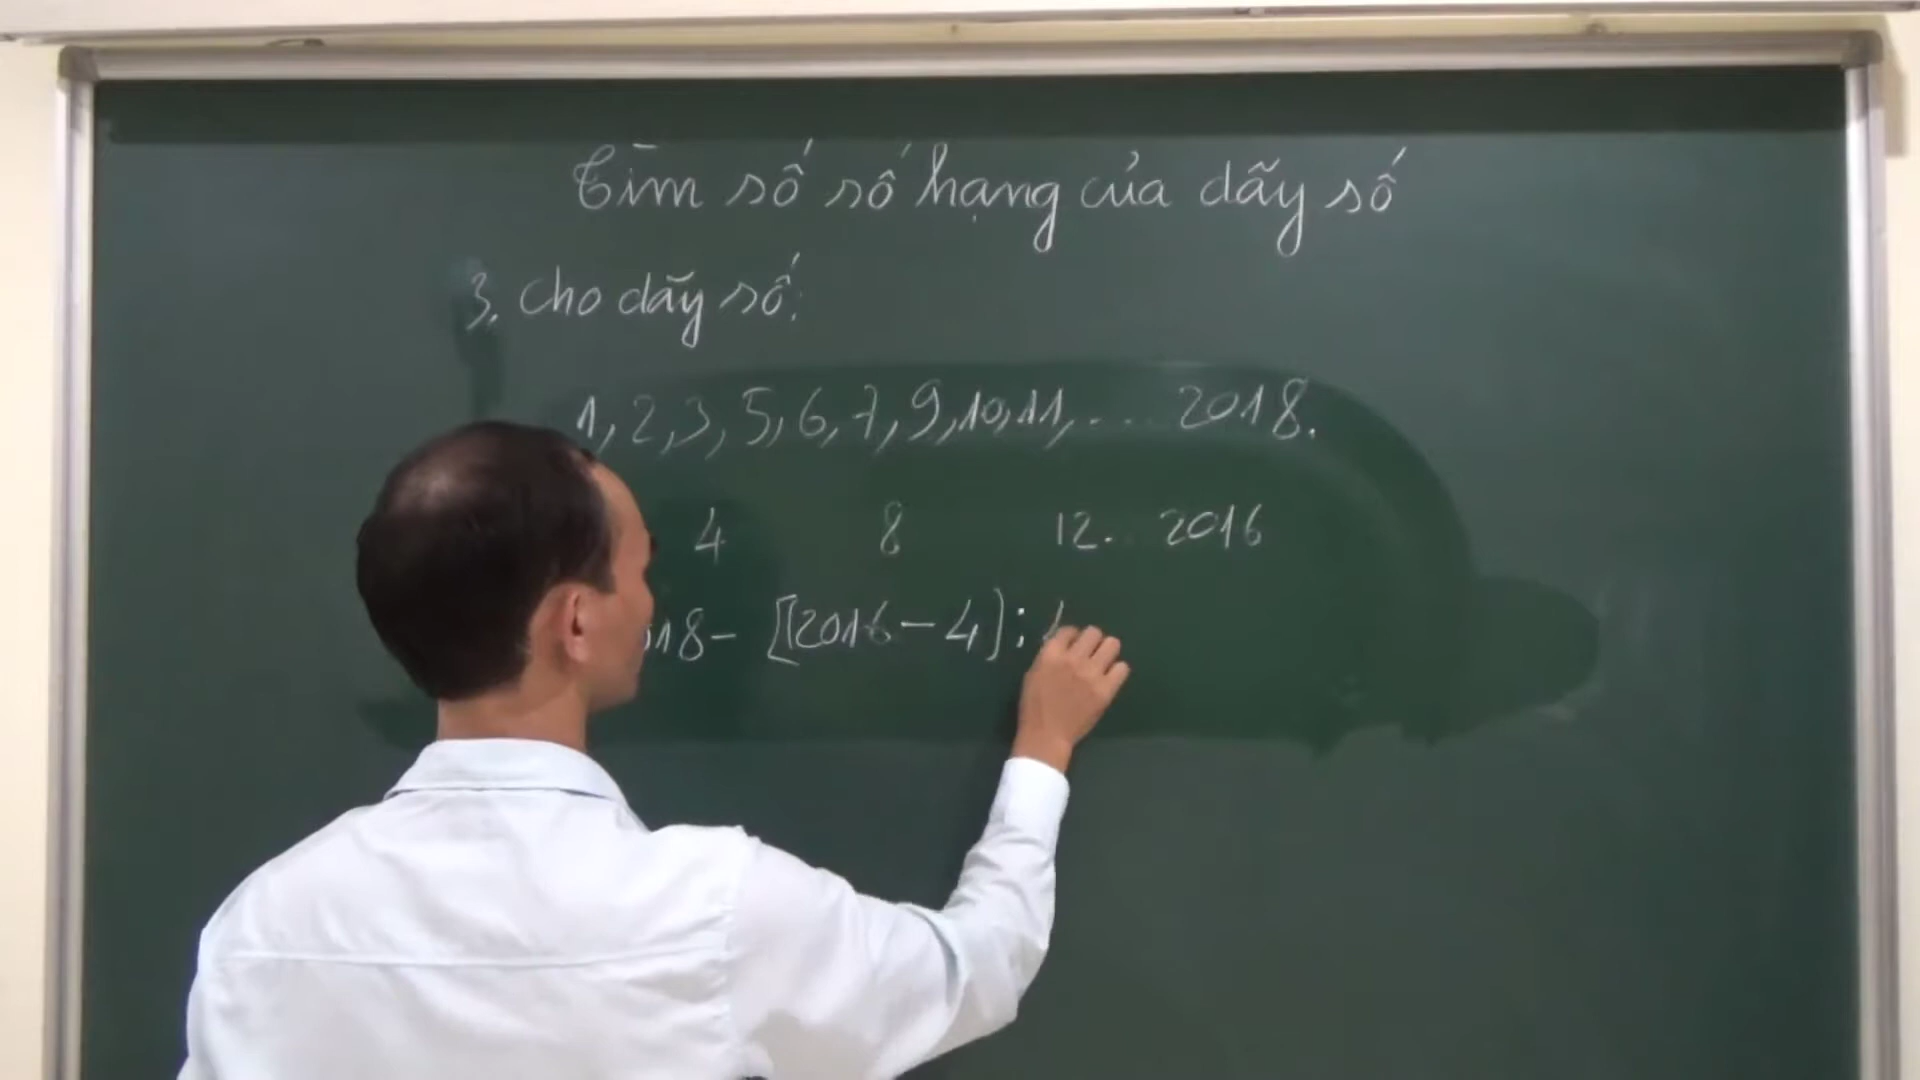 Tìm số số hạng của dãy số
3. Cho dãy số:
1, 2, 3, 5, 6, 7, 9, 10, 11, .... 2018.
4 8 12. .. 2016
18 - [(2016 - 4) :